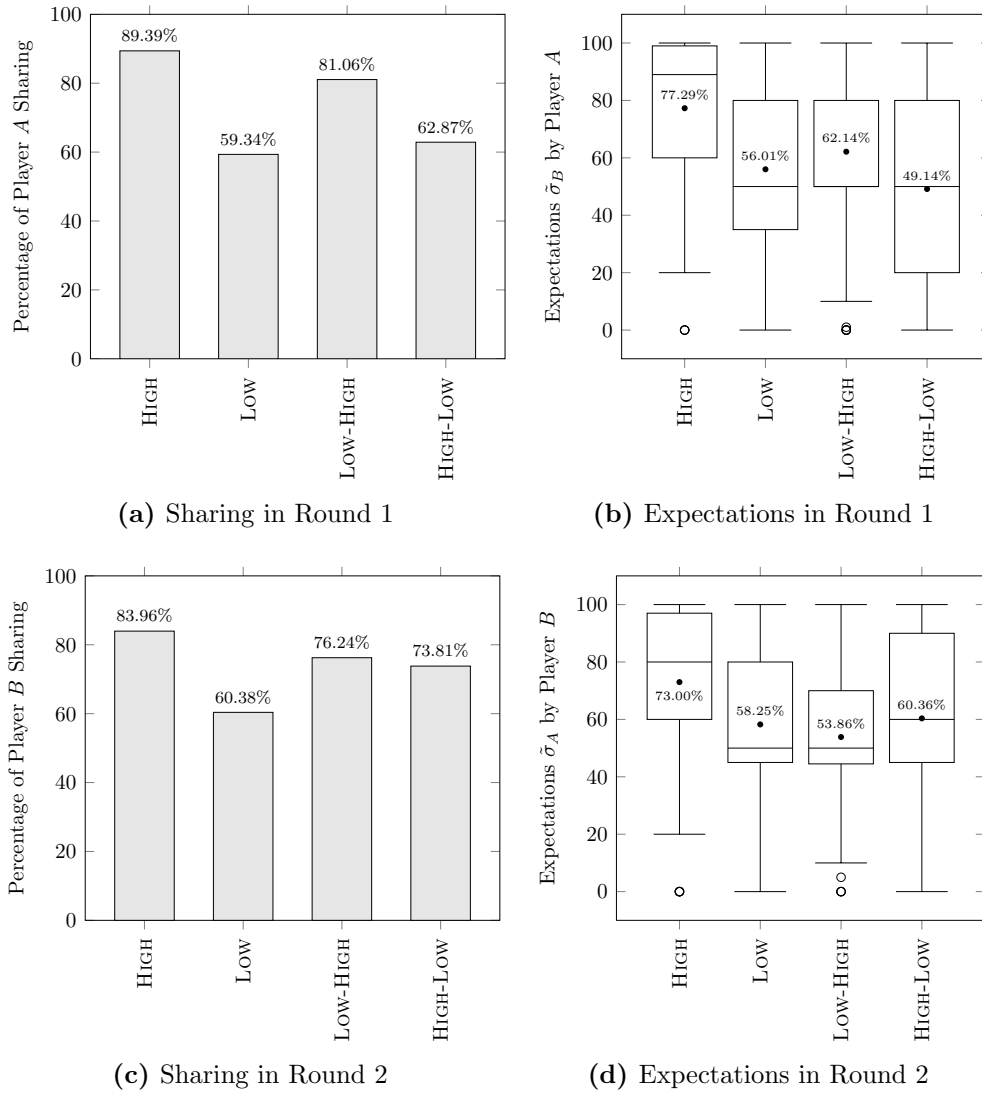 100
80
60
40
20
0
Percentage of Player A Sharing
89.39%
59.34%
81.06%
62.87%
HIGH
LOW
LOW-HIGH
HIGH-LOW
(a) Sharing in Round 1
100
80
60
40
20
0
Expectations σ̃_B by Player A
77.29%
56.01%
62.14%
49.14%
HIGH
LOW
LOW-HIGH
HIGH-LOW
(b) Expectations in Round 1
100
80
60
40
20
0
Percentage of Player B Sharing
83.96%
60.38%
76.24%
73.81%
HIGH
LOW
LOW-HIGH
HIGH-LOW
(c) Sharing in Round 2
100
80
60
40
20
0
Expectations σ̃_A by Player B
73.00%
58.25%
53.86%
60.36%
HIGH
LOW
LOW-HIGH
HIGH-LOW
(d) Expectations in Round 2